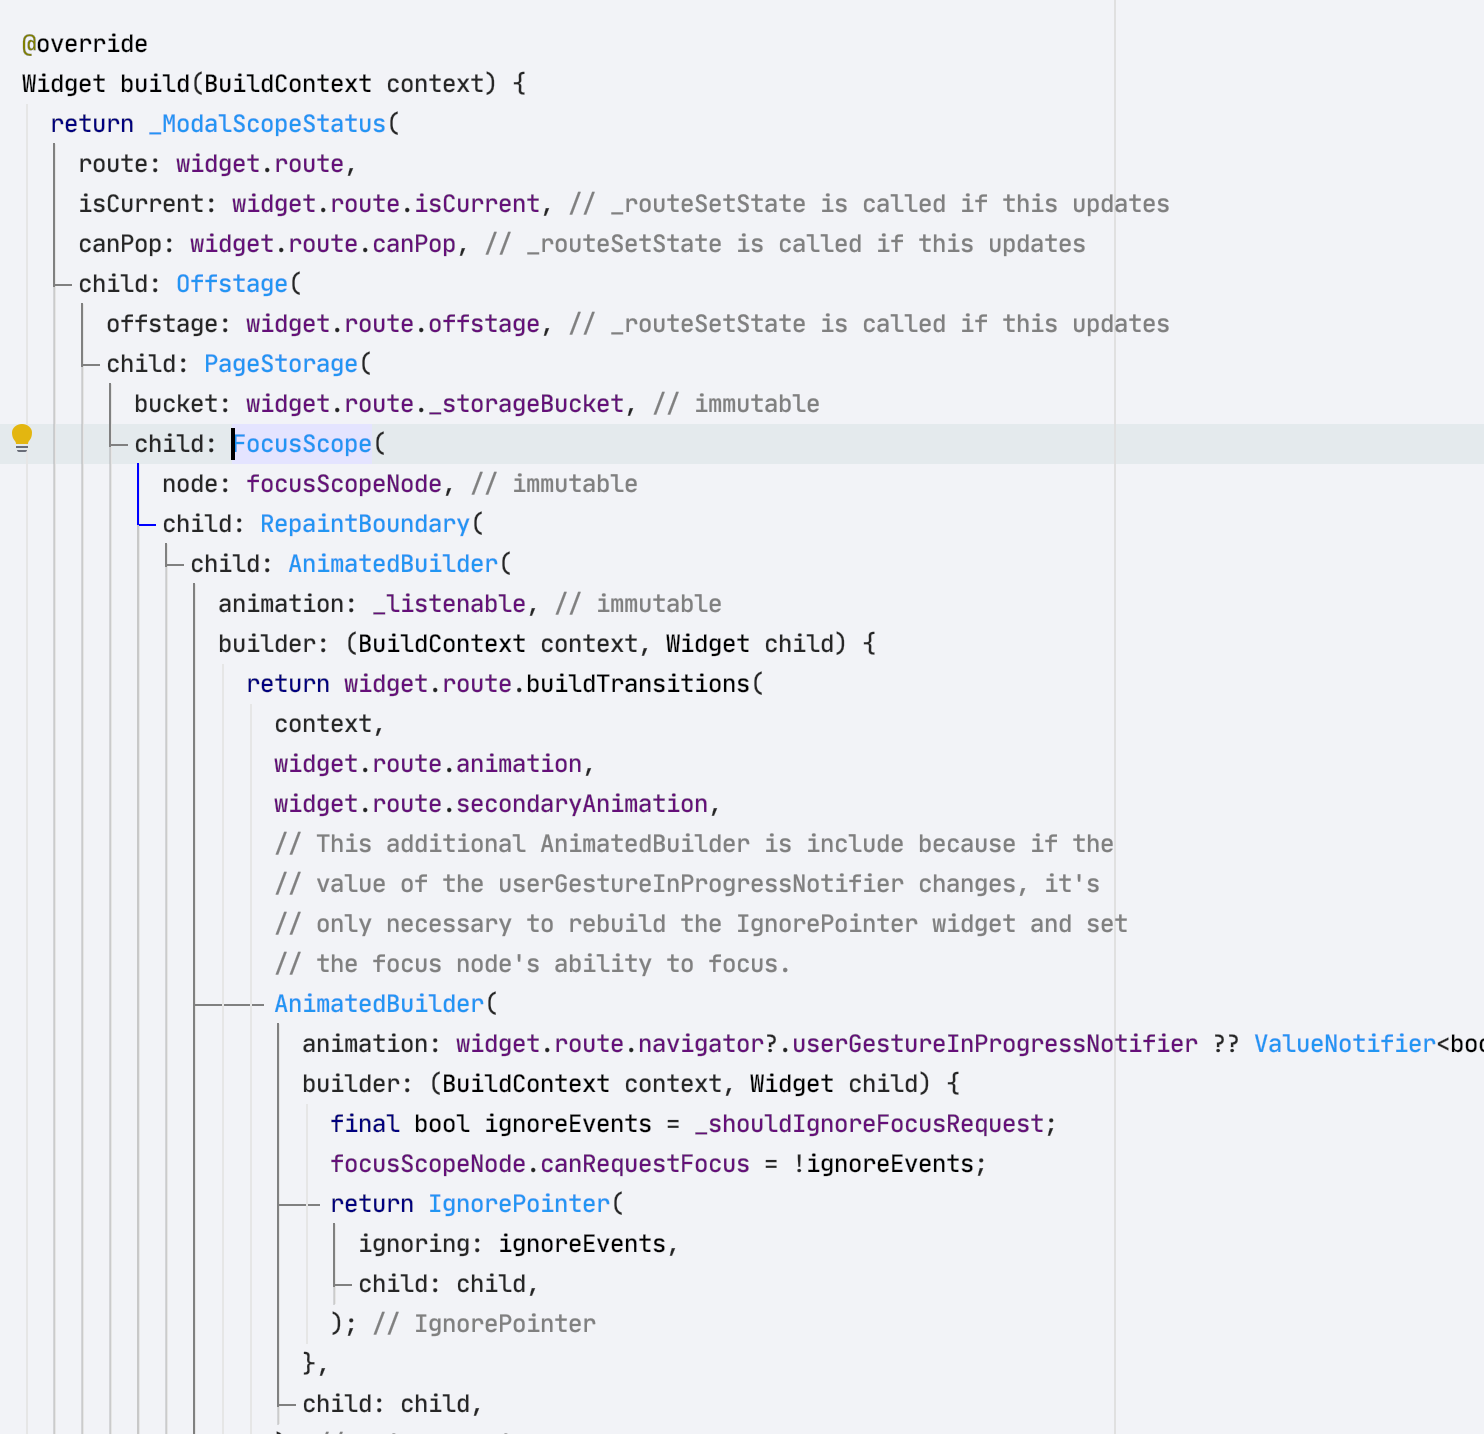 @override
Widget build(BuildContext context) {
return _ModalScopeStatus(
route: widget.route,
isCurrent: widget.route.isCurrent, // _routeSetState is called if this updates
canPop: widget.route.canPop, // _routeSetState is called if this updates
child: Offstage(
offstage: widget.route.offstage, // _routeSetState is called if this updates
child: PageStorage(
bucket: widget.route._storageBucket, // immutable
child: FocusScope(
node: focusScopeNode, // immutable
child: RepaintBoundary(
child: AnimatedBuilder(
animation: _listenable, // immutable
builder: (BuildContext context, Widget child) {
return widget.route.buildTransitions(
context,
widget.route.animation,
widget.route.secondaryAnimation,
// This additional AnimatedBuilder is include because if the
// value of the userGestureInProgressNotifier changes, it's
// only necessary to rebuild the IgnorePointer widget and set
// the focus node's ability to focus.
AnimatedBuilder(
animation: widget.route.navigator?.userGestureInProgressNotifier ?? ValueNotifier<boo
builder: (BuildContext context, Widget child) {
final bool ignoreEvents = _shouldIgnoreFocusRequest;
focusScopeNode.canRequestFocus = !ignoreEvents;
return IgnorePointer(
ignoring: ignoreEvents,
child: child,
); // IgnorePointer
},
child: child,